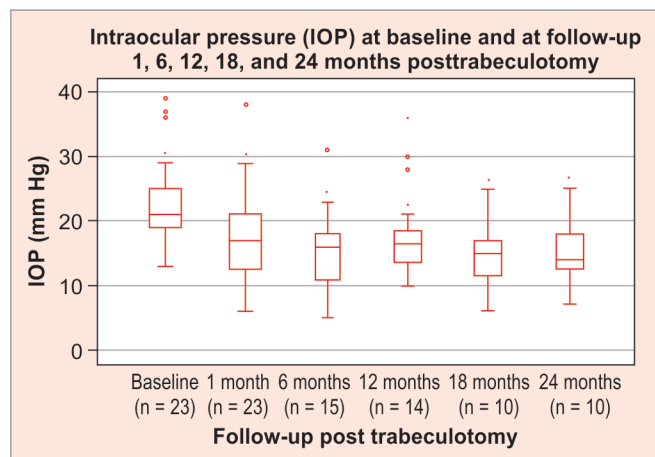 Intraocular pressure (IOP) at baseline and at follow-up
1, 6, 12, 18, and 24 months posttrabeculotomy
40
30
20
10
0
IOP (mm Hg)
Baseline 1 month 6 months 12 months 18 months 24 months
(n = 23) (n = 23) (n = 15) (n = 14) (n = 10) (n = 10)
Follow-up post trabeculotomy